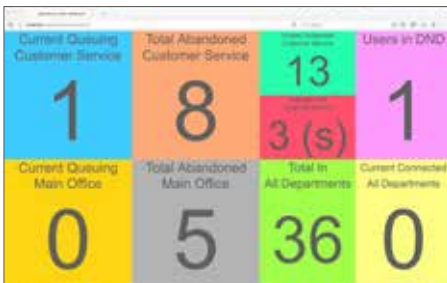 Current Queuing
Customer Service
1
Total Abandoned
Customer Service
8
13
3 (s)
Users in DND
1
Current Queuing
Main Office
0
Total Abandoned
Main Office
5
Total In
All Departments
36
Current Connected
All Departments
0